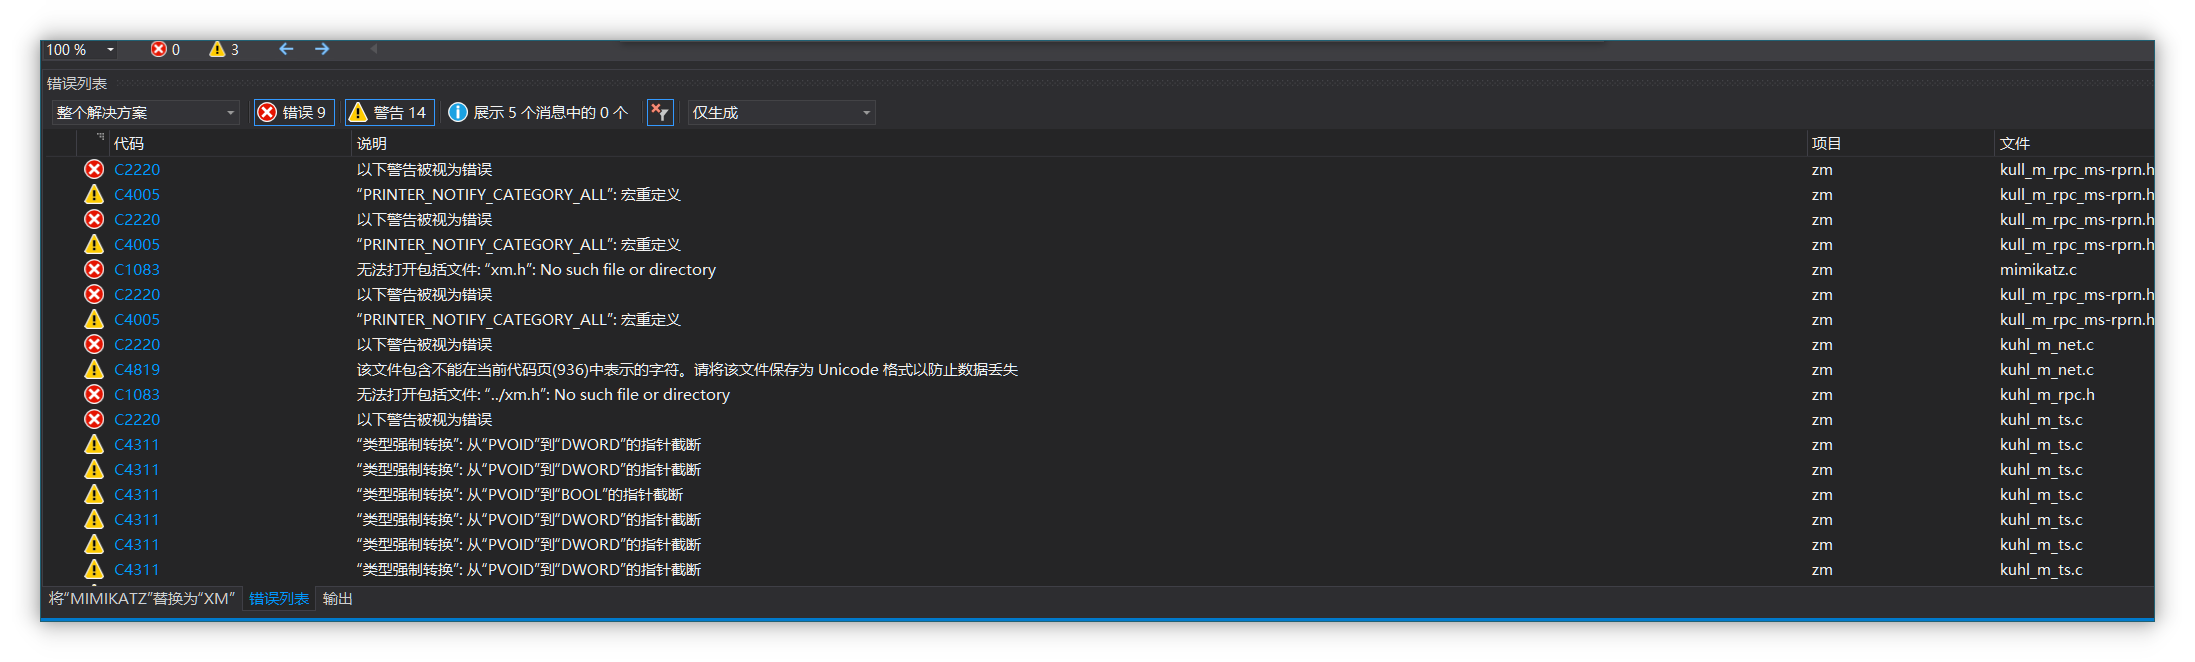 100 % 0 3
错误列表
整个解决方案 错误 9 警告 14 展示 5 个消息中的 0 个 仅生成
代码 说明 项目 文件
C2220 以下警告被视为错误 zm kull_m_rpc_ms-rprn.h
C4005 “PRINTER_NOTIFY_CATEGORY_ALL”: 宏重定义 zm kull_m_rpc_ms-rprn.h
C2220 以下警告被视为错误 zm kull_m_rpc_ms-rprn.h
C4005 “PRINTER_NOTIFY_CATEGORY_ALL”: 宏重定义 zm kull_m_rpc_ms-rprn.h
C1083 无法打开包括文件: “xm.h”: No such file or directory zm mimikatz.c
C2220 以下警告被视为错误 zm kull_m_rpc_ms-rprn.h
C4005 “PRINTER_NOTIFY_CATEGORY_ALL”: 宏重定义 zm kull_m_rpc_ms-rprn.h
C2220 以下警告被视为错误 zm kuhl_m_net.c
C4819 该文件包含不能在当前代码页(936)中表示的字符。请将该文件保存为 Unicode 格式以防止数据丢失 zm kuhl_m_net.c
C1083 无法打开包括文件: “../xm.h”: No such file or directory zm kuhl_m_rpc.h
C2220 以下警告被视为错误 zm kuhl_m_ts.c
C4311 “类型强制转换”: 从“PVOID”到“DWORD”的指针截断 zm kuhl_m_ts.c
C4311 “类型强制转换”: 从“PVOID”到“DWORD”的指针截断 zm kuhl_m_ts.c
C4311 “类型强制转换”: 从“PVOID”到“BOOL”的指针截断 zm kuhl_m_ts.c
C4311 “类型强制转换”: 从“PVOID”到“DWORD”的指针截断 zm kuhl_m_ts.c
C4311 “类型强制转换”: 从“PVOID”到“DWORD”的指针截断 zm kuhl_m_ts.c
C4311 “类型强制转换”: 从“PVOID”到“DWORD”的指针截断 zm kuhl_m_ts.c
将“MIMIKATZ”替换为“XM” 错误列表 输出